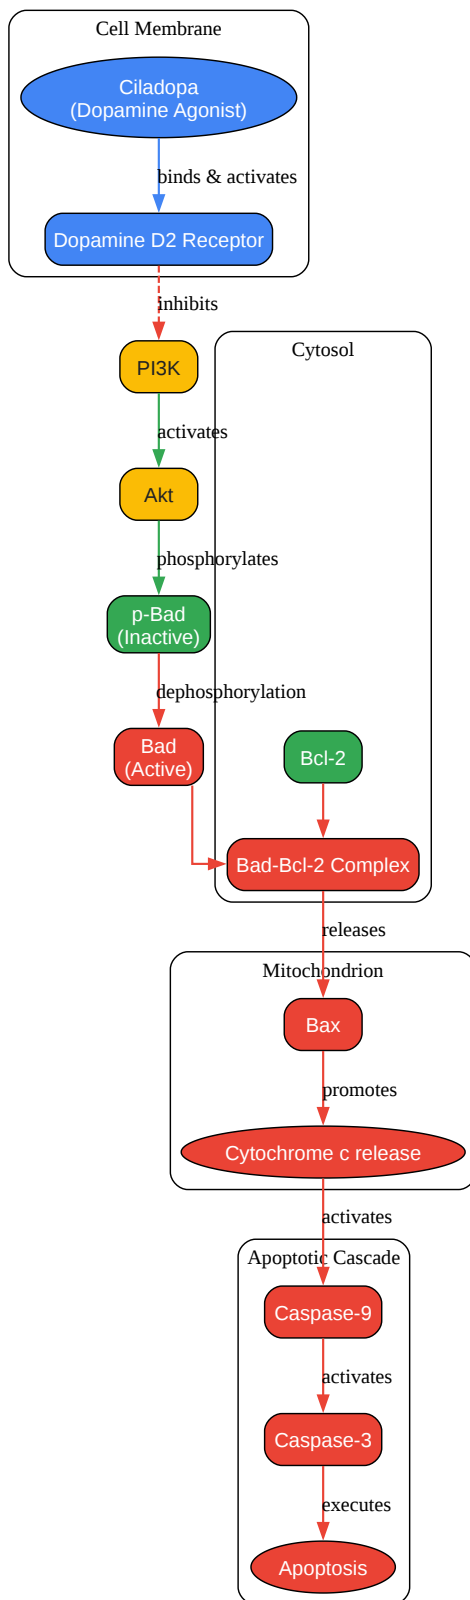 Cell Membrane
Ciladopa
(Dopamine Agonist)
binds & activates
Dopamine D2 Receptor
inhibits
PI3K
Cytosol
activates
Akt
phosphorylates
p-Bad
(Inactive)
dephosphorylation
Bad
(Active)
Bcl-2
Bad-Bcl-2 Complex
releases
Mitochondrion
Bax
promotes
Cytochrome c release
activates
Apoptotic Cascade
Caspase-9
activates
Caspase-3
executes
Apoptosis